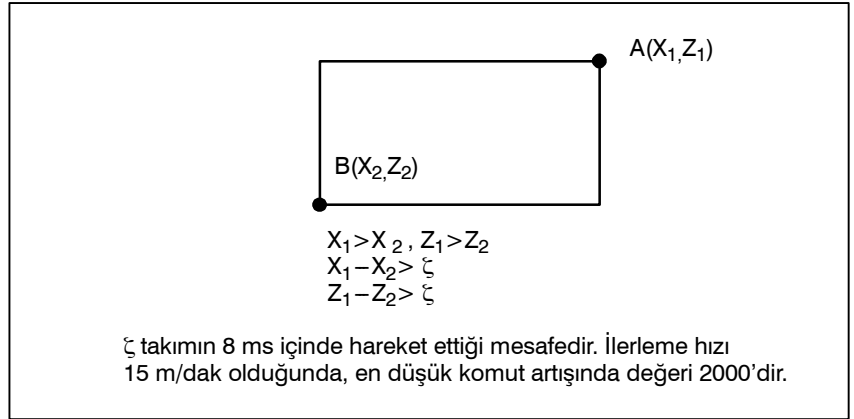 A(X₁,Z₁)
B(X₂,Z₂)
X₁>X ₂ , Z₁>Z₂
X₁–X₂> ζ
Z₁–Z₂> ζ
ζ takımın 8 ms içinde hareket ettiği mesafedir. İlerleme hızı
15 m/dak olduğunda, en düşük komut artışında değeri 2000’dir.